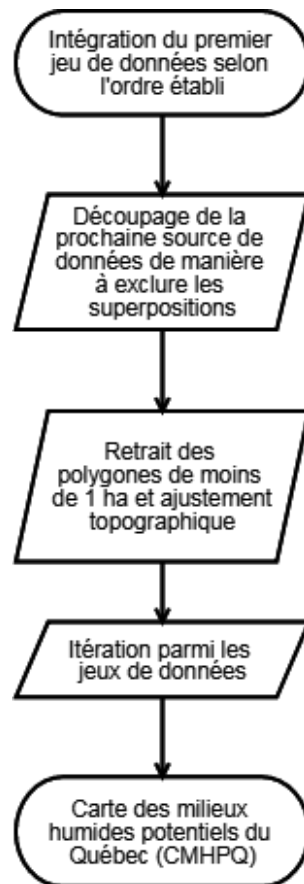 Intégration du premier
jeu de données selon
l'ordre établi
Découpage de la
prochaine source de
données de manière
à exclure les
superpositions
Retrait des
polygones de moins
de 1 ha et ajustement
topographique
Itération parmi les
jeux de données
Carte des milieux
humides potentiels du
Québec (CMHPQ)